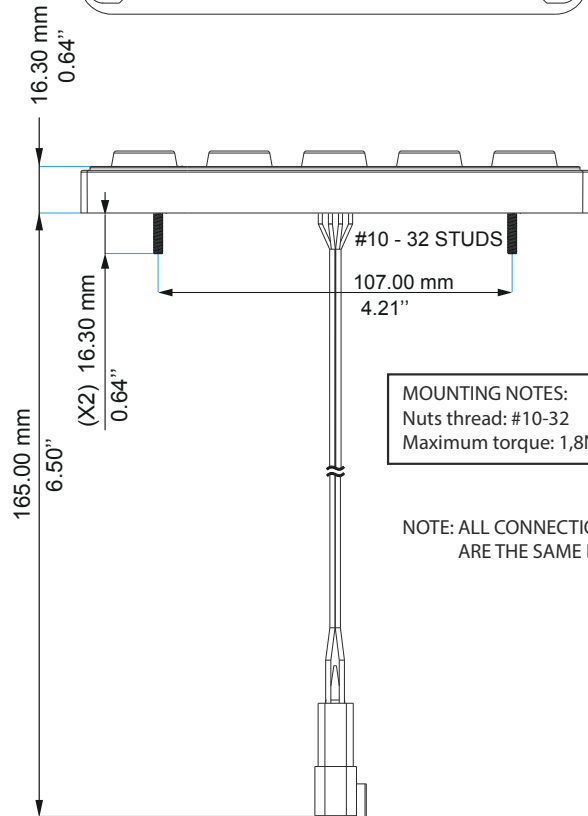 16.30 mm
0.64’’
#10 - 32 STUDS
107.00 mm
4.21’’
(X2) 16.30 mm
0.64’’
165.00 mm
6.50’’
MOUNTING NOTES:
Nuts thread: #10-32
Maximum torque:
NOTE: ALL
ARE THE SAME